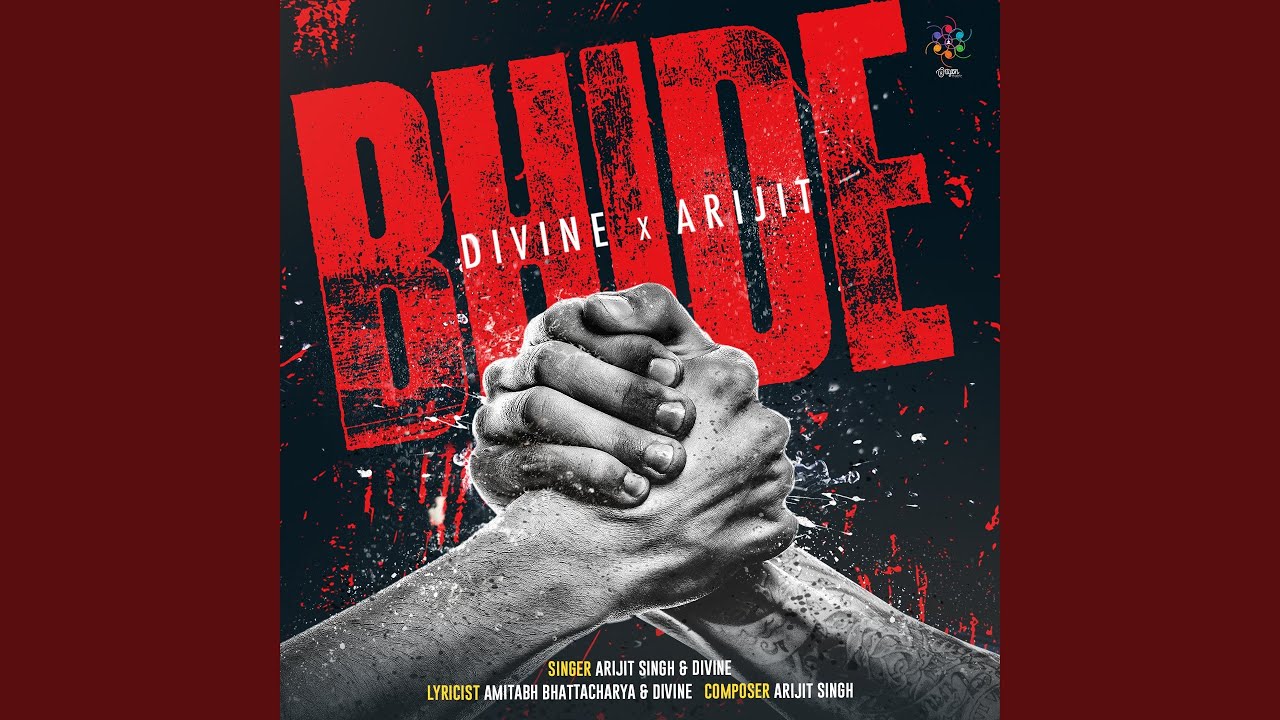 BHIDE
DIVINE x ARIJIT
SINGER ARIJIT SINGH & DIVINE
LYRICIST AMITABH BHATTACHARYA & DIVINE COMPOSER ARIJIT SINGH